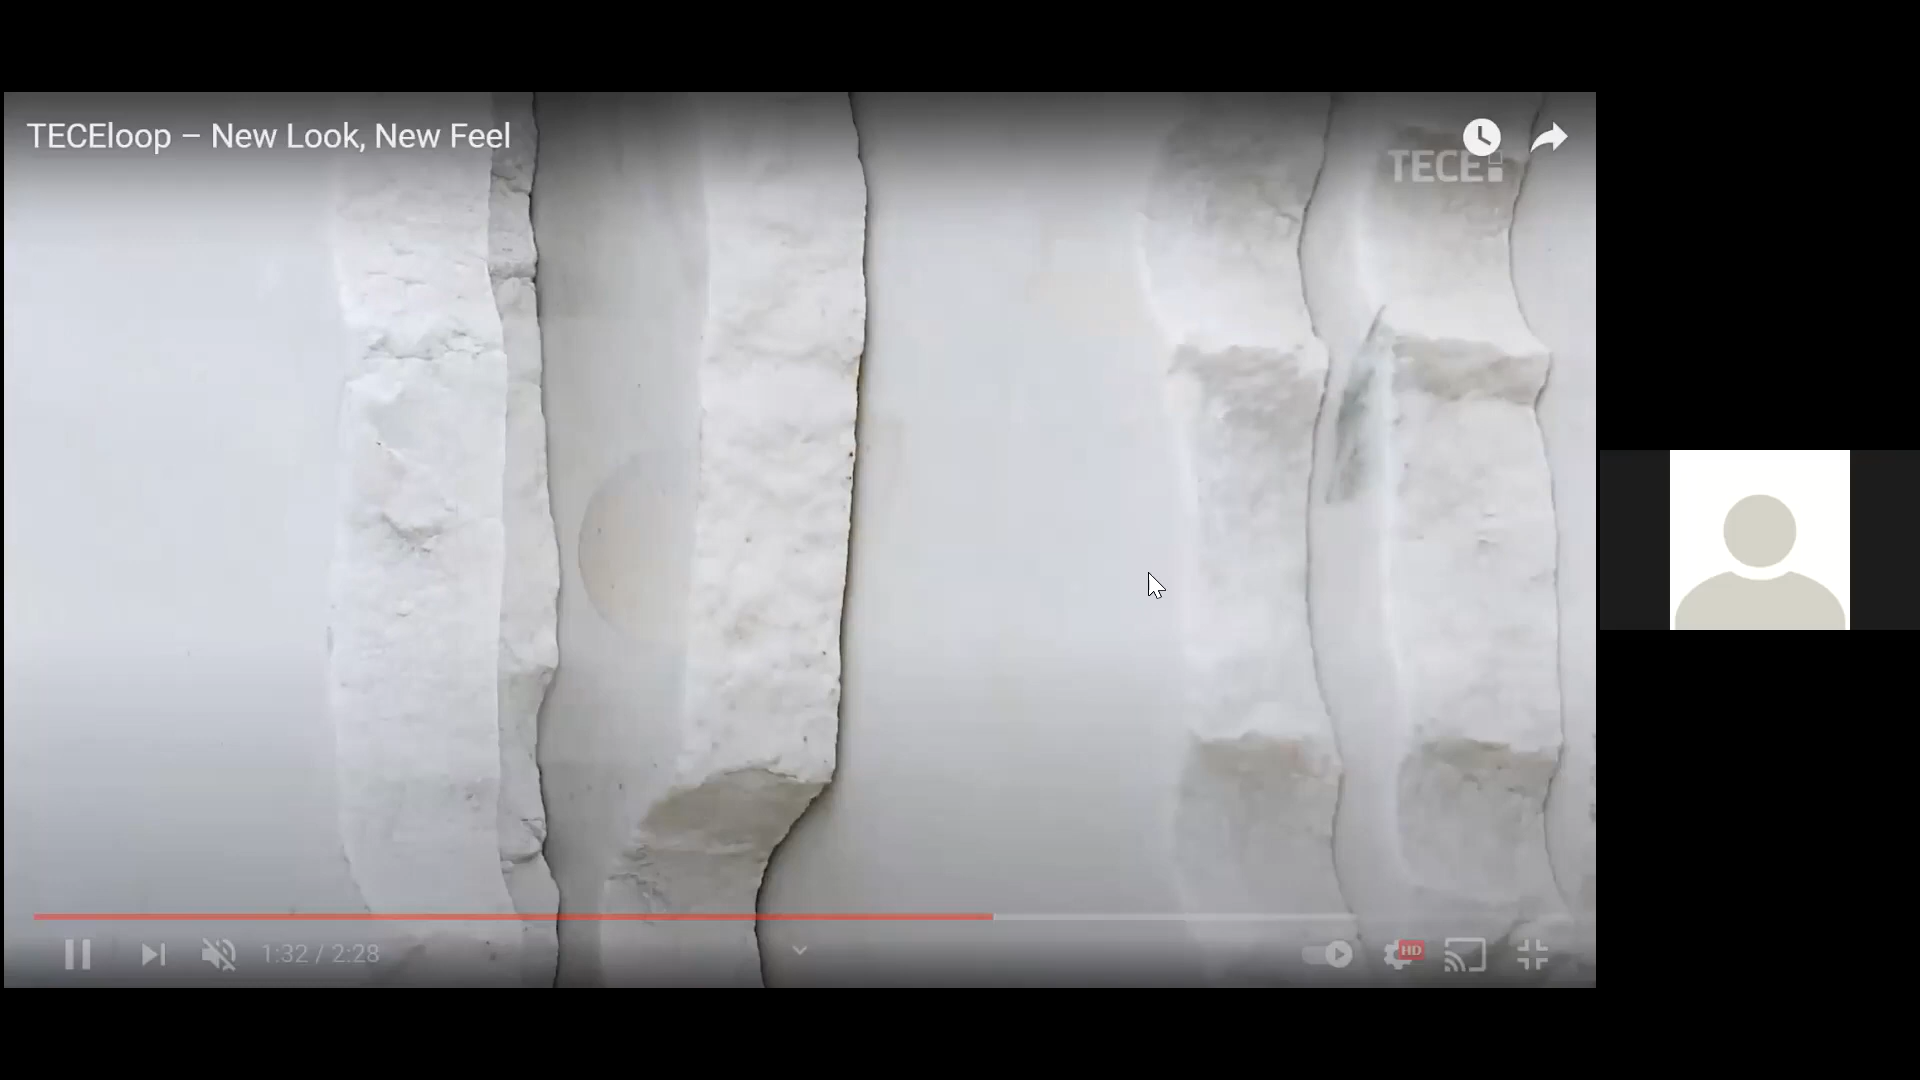 TECEloop – New Look, New Feel
TECE
1:32 / 2:28
HD